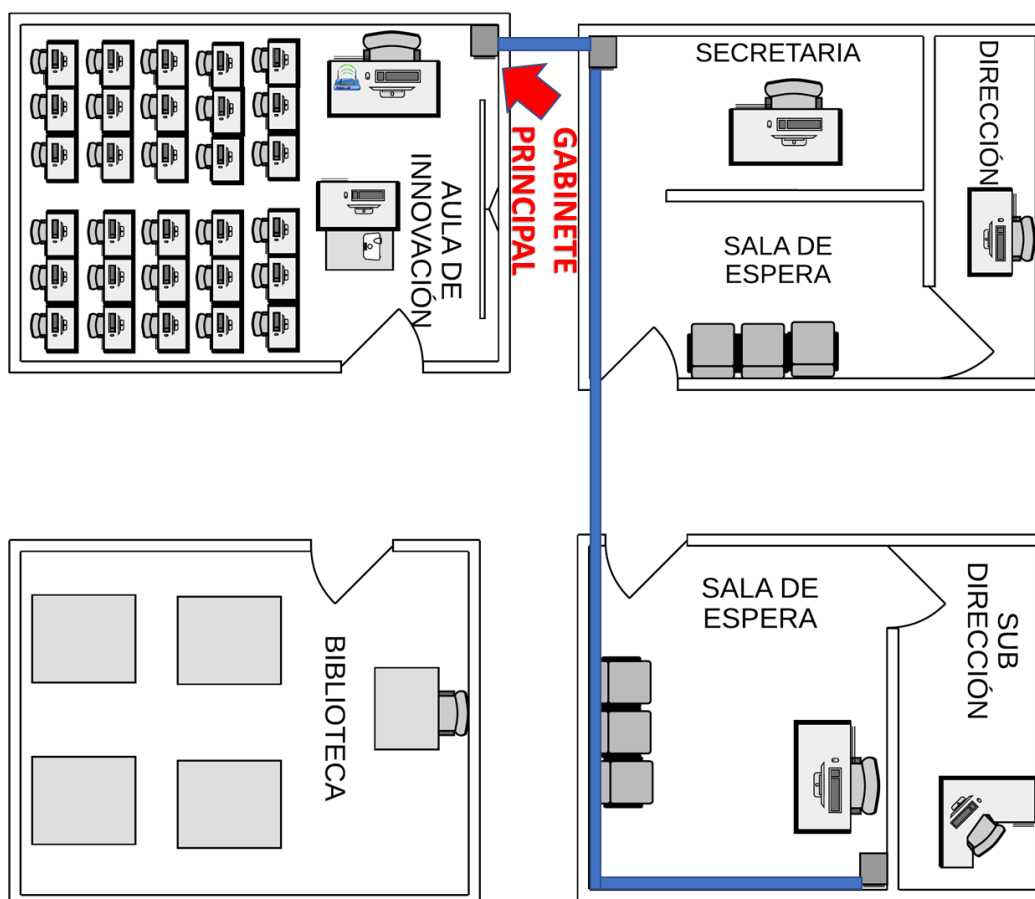 SECRETARIA
DIRECCIÓN
GABINETE
PRINCIPAL
AULA DE
INNOVACIÓN
SALA DE
ESPERA
SALA DE
ESPERA
SUB
DIRECCIÓN
BIBLIOTECA